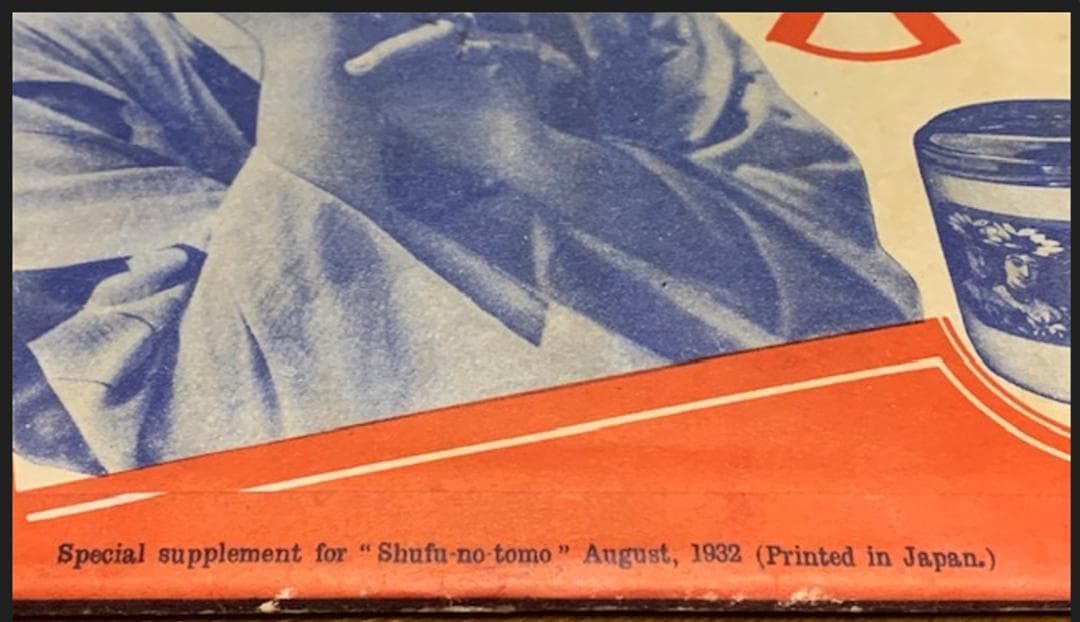 Special supplement for “Shufu-no-tomo” August, 1932 (Printed in Japan.)